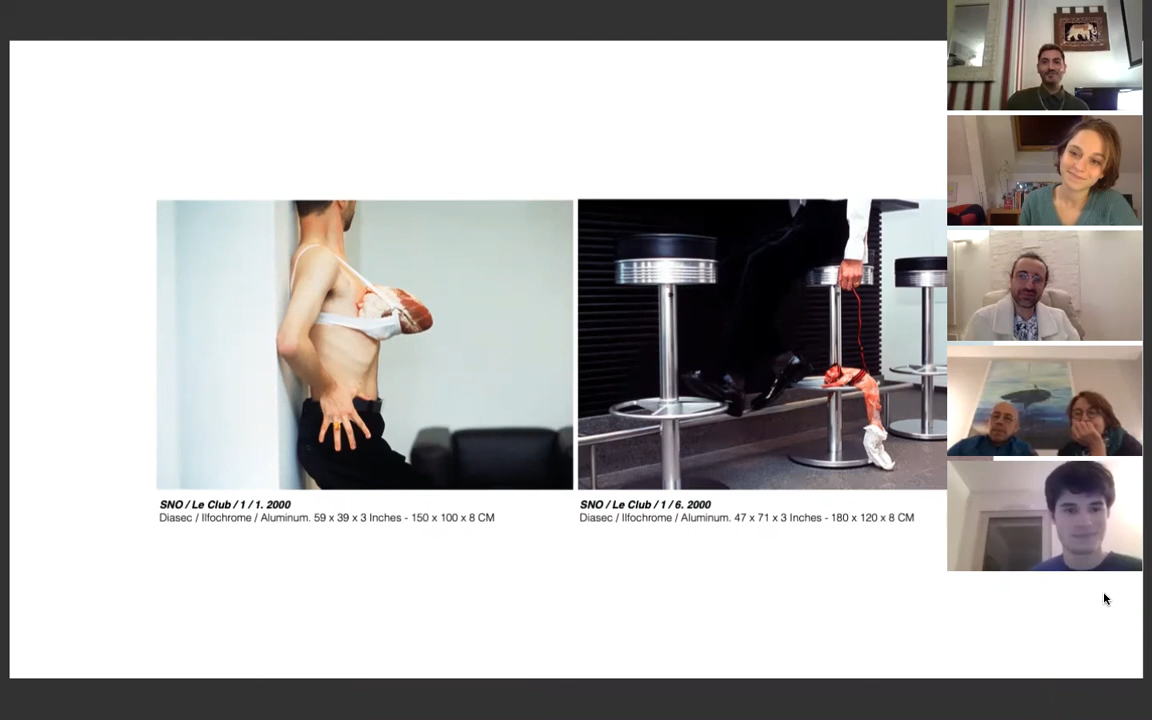 SNO / Le Club / 1 / 1. 2000
Diasec / Ilfochrome / Aluminum. 59 x 39 x 3 Inches - 150 x 100 x 8 CM
SNO / Le Club / 1 / 6. 2000
Diasec / Ilfochrome / Aluminum. 47 x 71 x 3 Inches - 180 x 120 x 8 CM